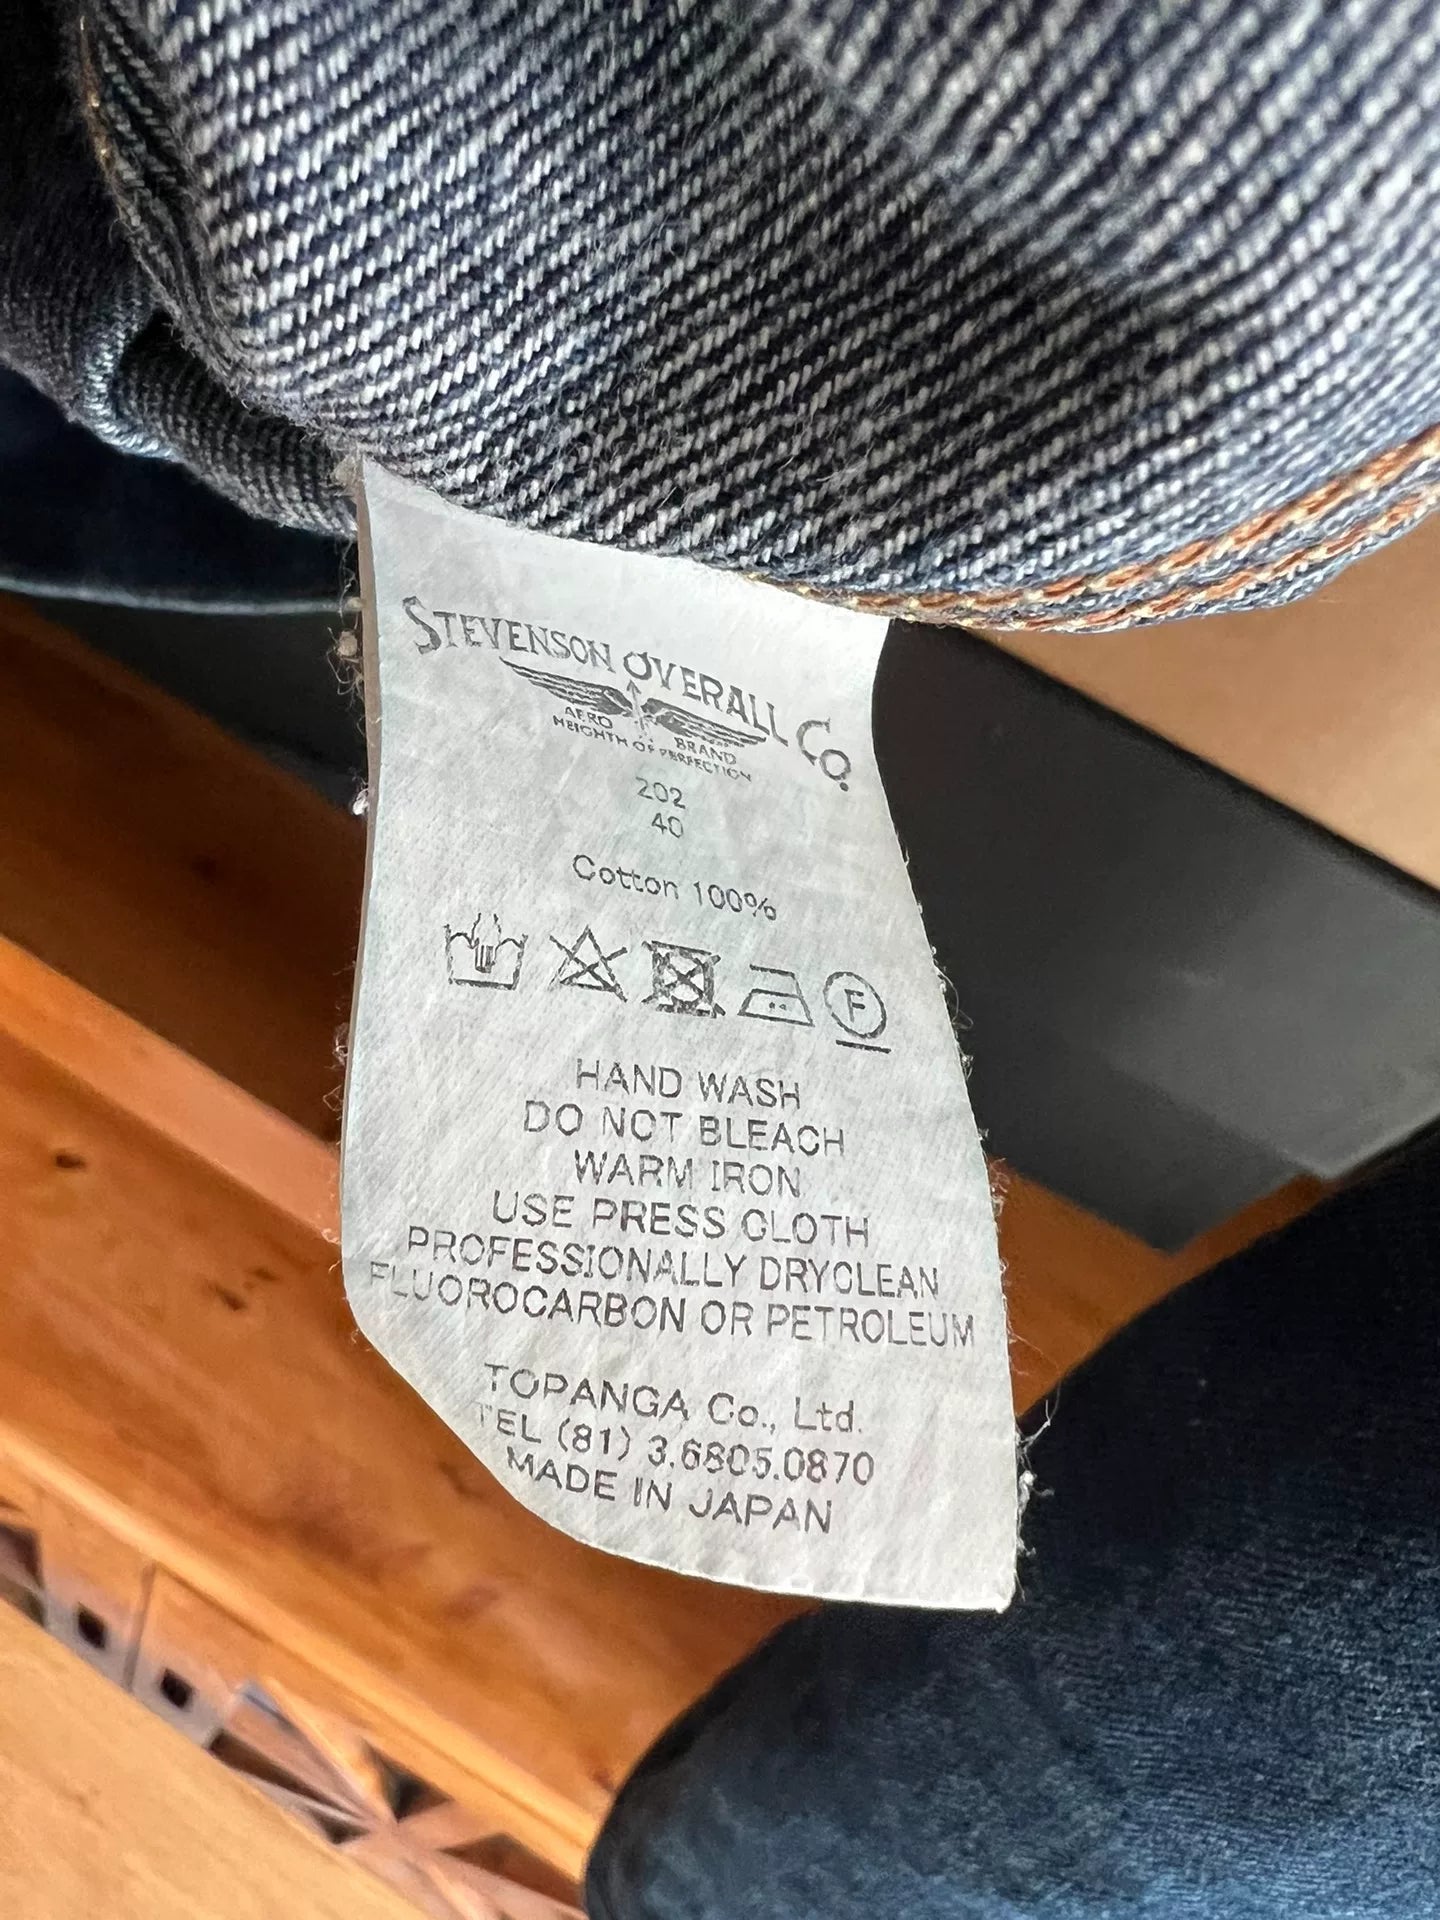 STEVENSON OVERALL Co.
AERO BRAND
HEIGHTH OF PERFECTION
202
40
Cotton 100%
F
HAND WASH
DO NOT BLEACH
WARM IRON
USE PRESS CLOTH
PROFESSIONALLY DRYCLEAN
FLUOROCARBON OR PETROLEUM
TOPANGA Co., Ltd.
TEL (81) 3.6805.0870
MADE IN JAPAN